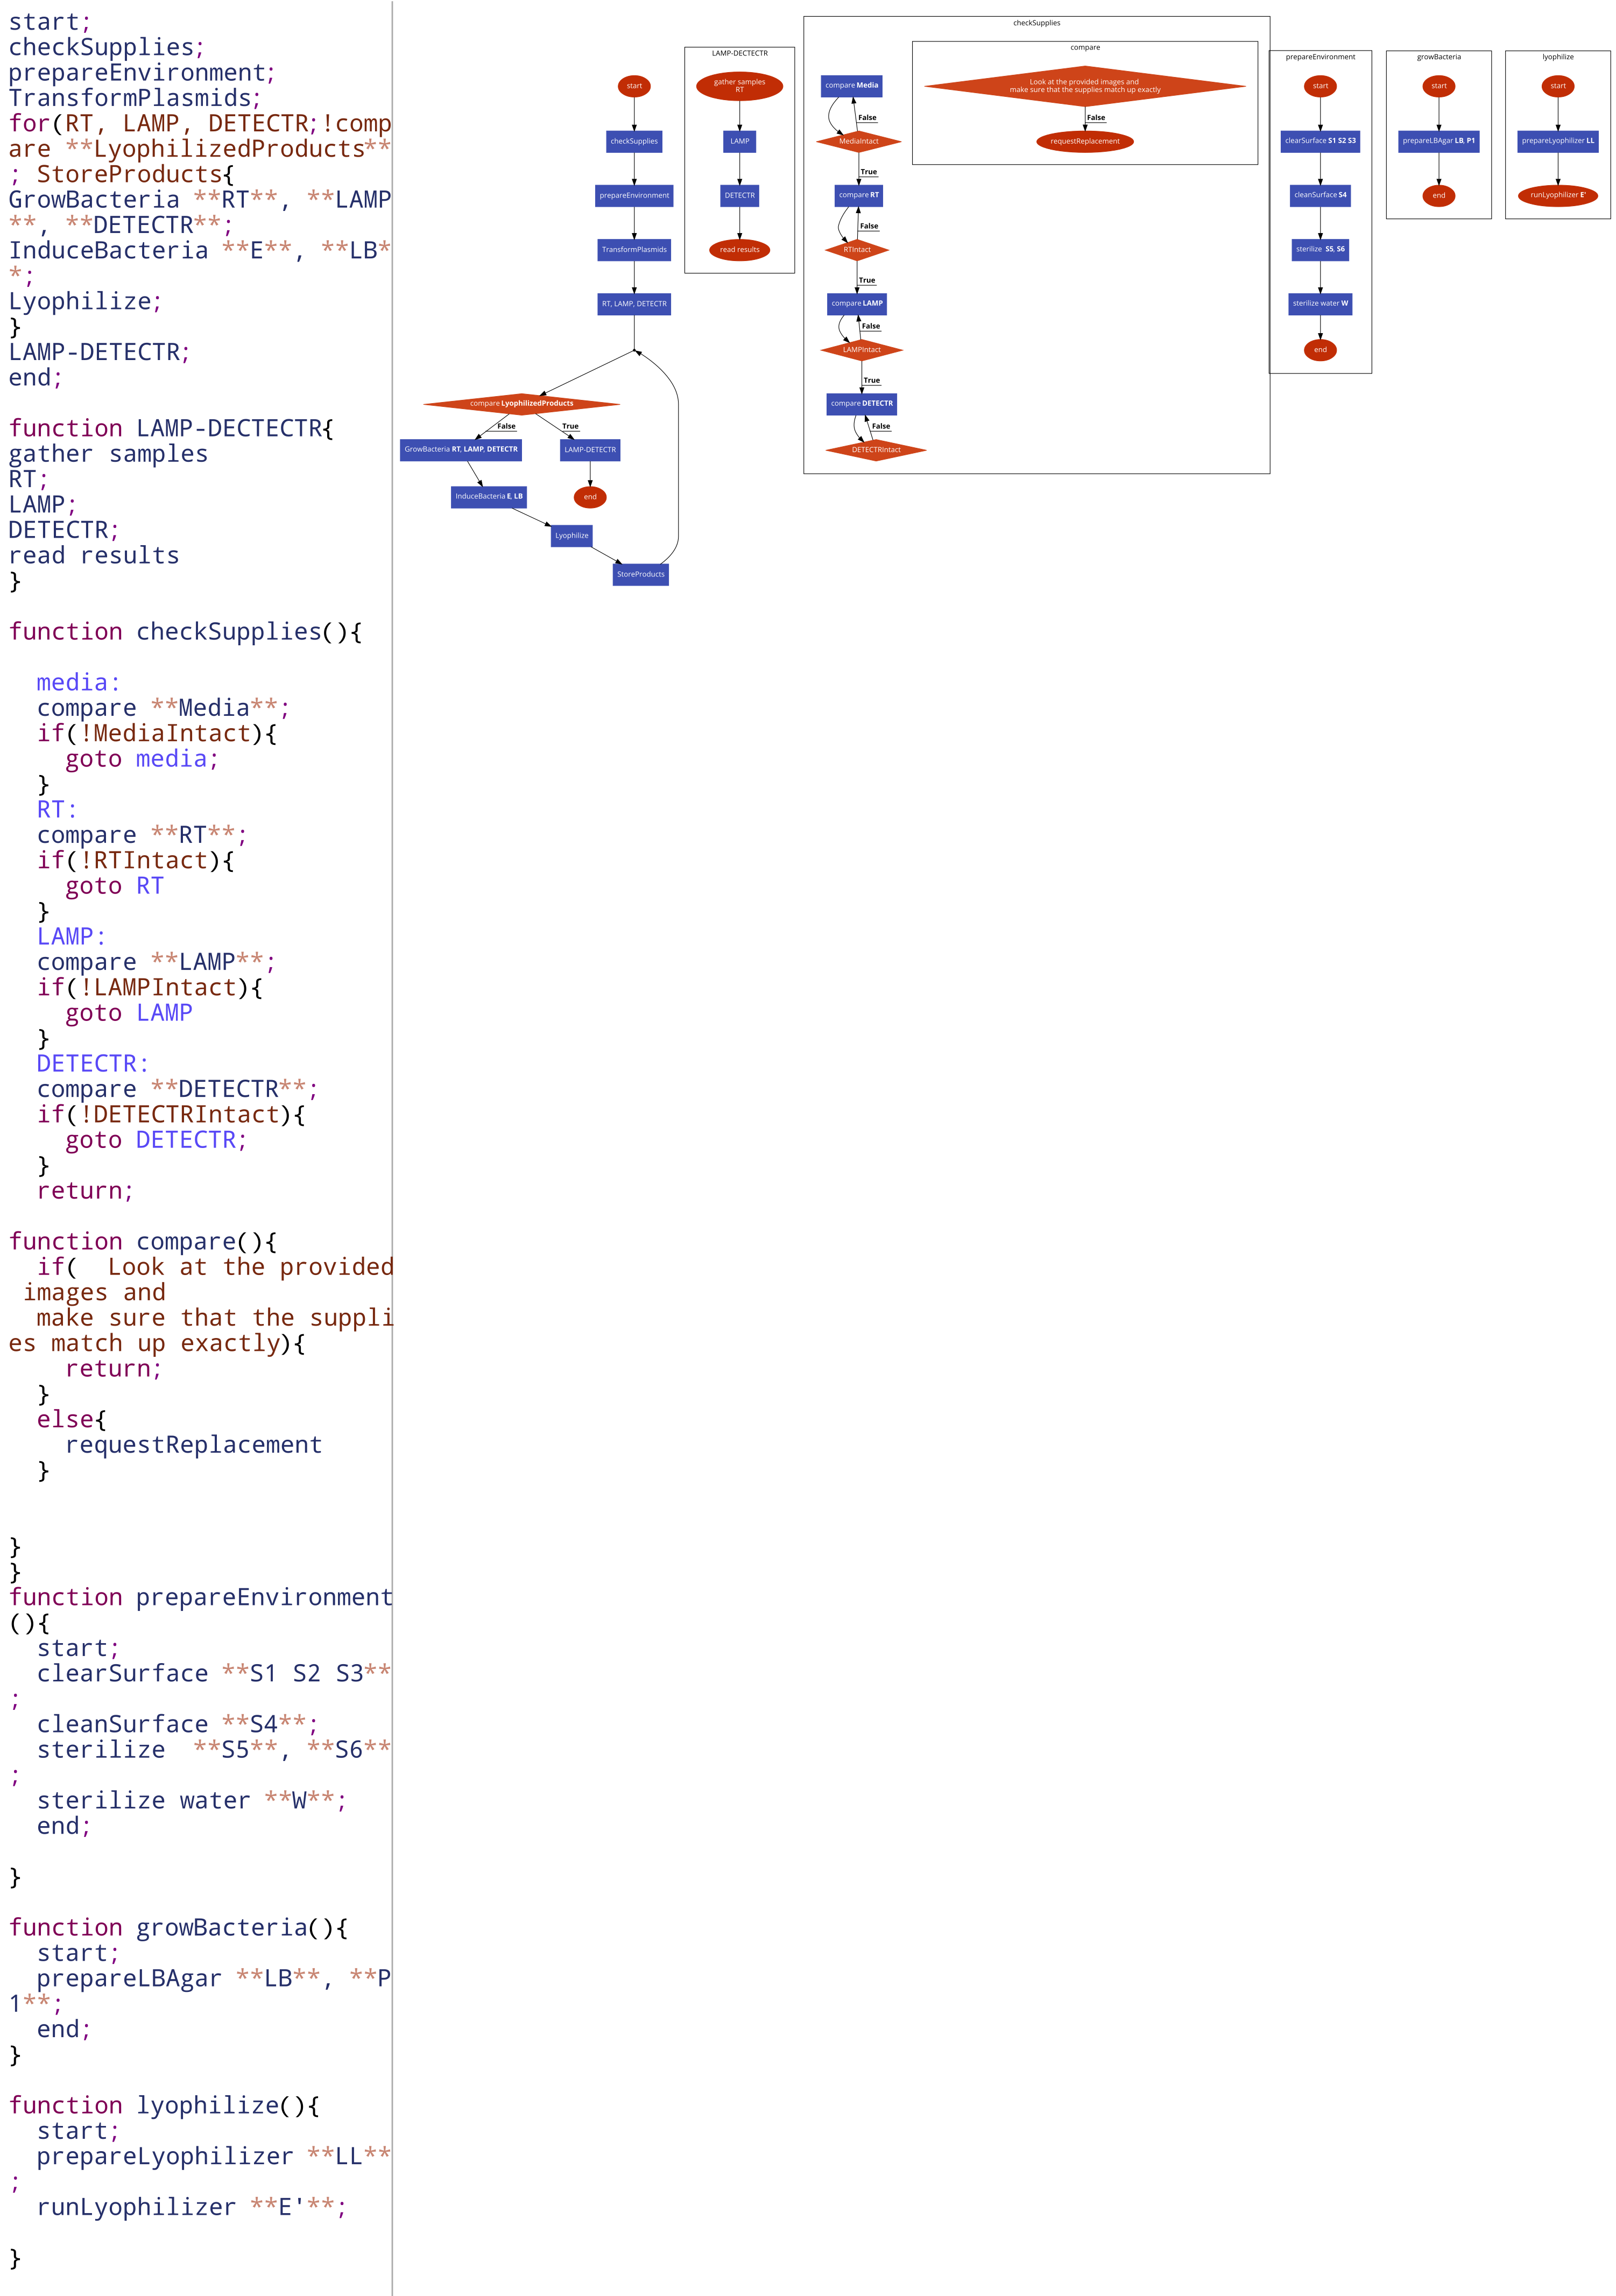 start;
checkSupplies;
prepareEnvironment;
TransformPlasmids;
for(RT, LAMP, DETECTR;!comp
are **LyophilizedProducts**
; StoreProducts{
GrowBacteria **RT**, **LAMP
**, **DETECTR**;
InduceBacteria **E**, **LB*
*;
Lyophilize;
}
LAMP-DETECTR;
end;
function LAMP-DECTECTR{
gather samples
RT;
LAMP;
DETECTR;
read results
}
function checkSupplies(){
media:
compare **Media**;
if(!MediaIntact){
goto media;
}
RT:
compare **RT**;
if(!RTIntact){
goto RT
}
LAMP:
compare **LAMP**;
if(!LAMPIntact){
goto LAMP
}
DETECTR:
compare **DETECTR**;
if(!DETECTRIntact){
goto DETECTR;
}
return;
function compare(){
if(  Look at the provided
images and
make sure that the suppli
es match up exactly){
return;
}
else{
requestReplacement
}
}
}
function prepareEnvironment
(){
start;
clearSurface **S1 S2 S3**
;
cleanSurface **S4**;
sterilize  **S5**, **S6**
;
sterilize water **W**;
end;
}
function growBacteria(){
start;
prepareLBAgar **LB**, **P
1**;
end;
}
function lyophilize(){
start;
prepareLyophilizer **LL**
;
runLyophilizer **E'**;
}
start
checkSupplies
prepareEnvironment
TransformPlasmids
RT, LAMP, DETECTR
compare LyophilizedProducts
False
True
GrowBacteria RT, LAMP, DETECTR
LAMP-DETECTR
InduceBacteria E, LB
end
Lyophilize
StoreProducts
LAMP-DECTECTR
gather samples
RT
LAMP
DETECTR
read results
checkSupplies
compare Media
False
MediaIntact
True
compare RT
False
RTIntact
True
compare LAMP
False
LAMPIntact
True
compare DETECTR
False
DETECTRIntact
compare
Look at the provided images and
make sure that the supplies match up exactly
False
requestReplacement
prepareEnvironment
start
clearSurface S1 S2 S3
cleanSurface S4
sterilize  S5, S6
sterilize water W
end
growBacteria
start
prepareLBAgar LB, P1
end
lyophilize
start
prepareLyophilizer LL
runLyophilizer E'